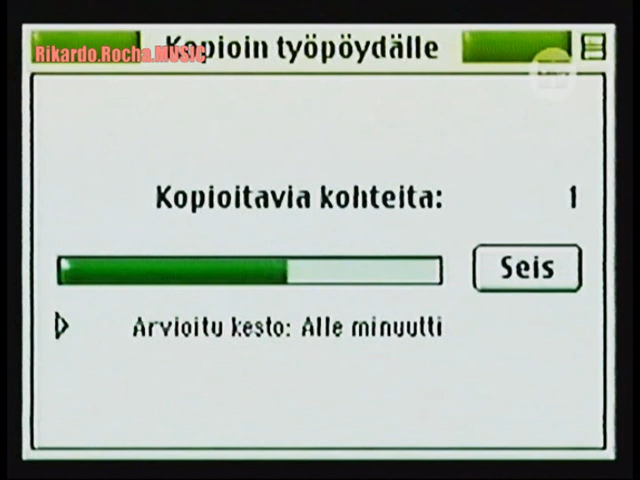 Kopioin työpöydälle
Rikardo.Rocha.MUSIC
Kopioitavia kohteita: 1
Seis
Arvioitu kesto: Alle minuutti